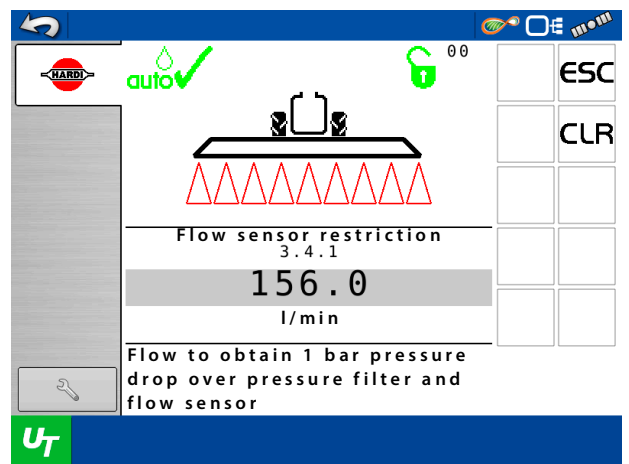 00
HARDI
auto
ESC
CLR
Flow sensor restriction
3.4.1
156.0
l/min
Flow to obtain 1 bar pressure
drop over pressure filter and
flow sensor
UT